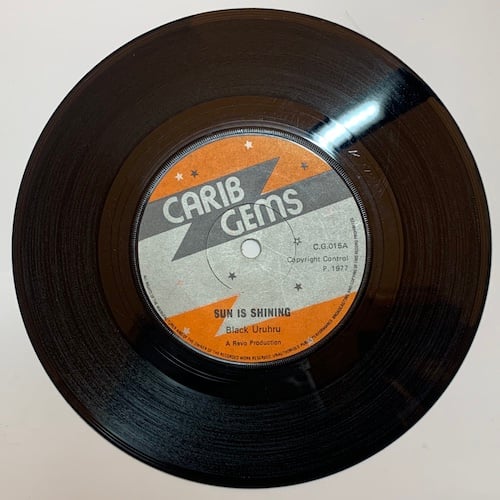 CARIB
GEMS
C.G.015A
Copyright Control
P. 1977
SUN IS SHINING
Black Uruhru
A Revo Production